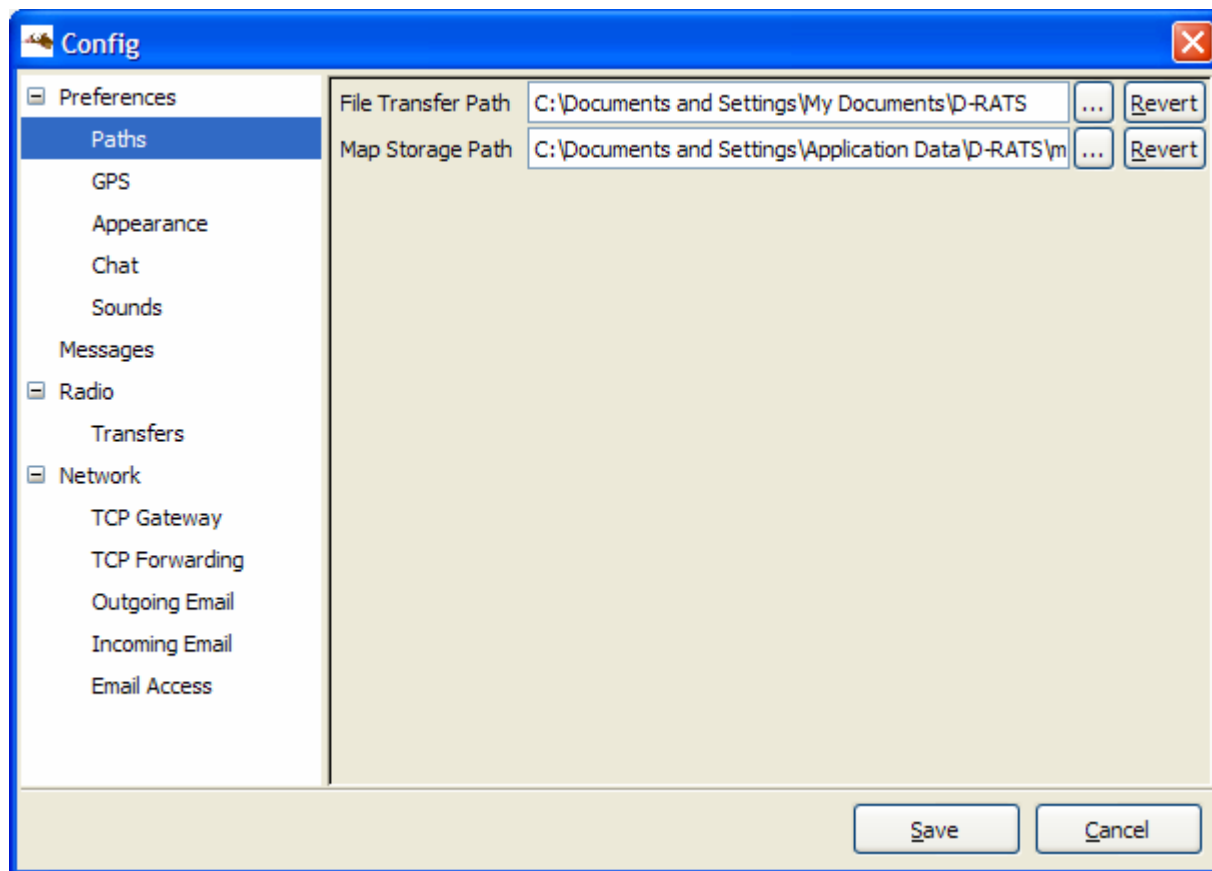 Config
Preferences
Paths
GPS
Appearance
Chat
Sounds
Messages
Radio
Transfers
Network
TCP Gateway
TCP Forwarding
Outgoing Email
Incoming Email
Email Access
File Transfer Path C:\Documents and Settings\My Documents\D-RATS ... Revert
Map Storage Path C:\Documents and Settings\Application Data\D-RATS\m ... Revert
Save Cancel